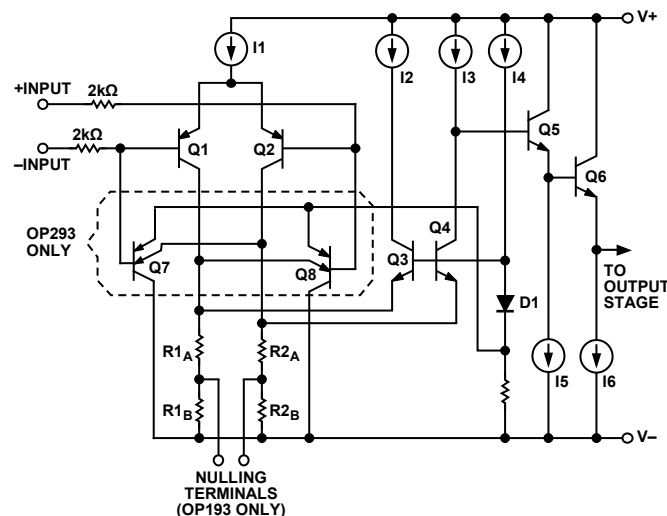 V+
I1
I2
I3
I4
+INPUT
2kΩ
–INPUT
2kΩ
Q1
Q2
Q5
Q6
OP293
ONLY
Q7
Q8
Q3
Q4
TO
OUTPUT
STAGE
D1
R1A
R2A
I5
I6
R1B
R2B
V–
NULLING
TERMINALS
(OP193 ONLY)